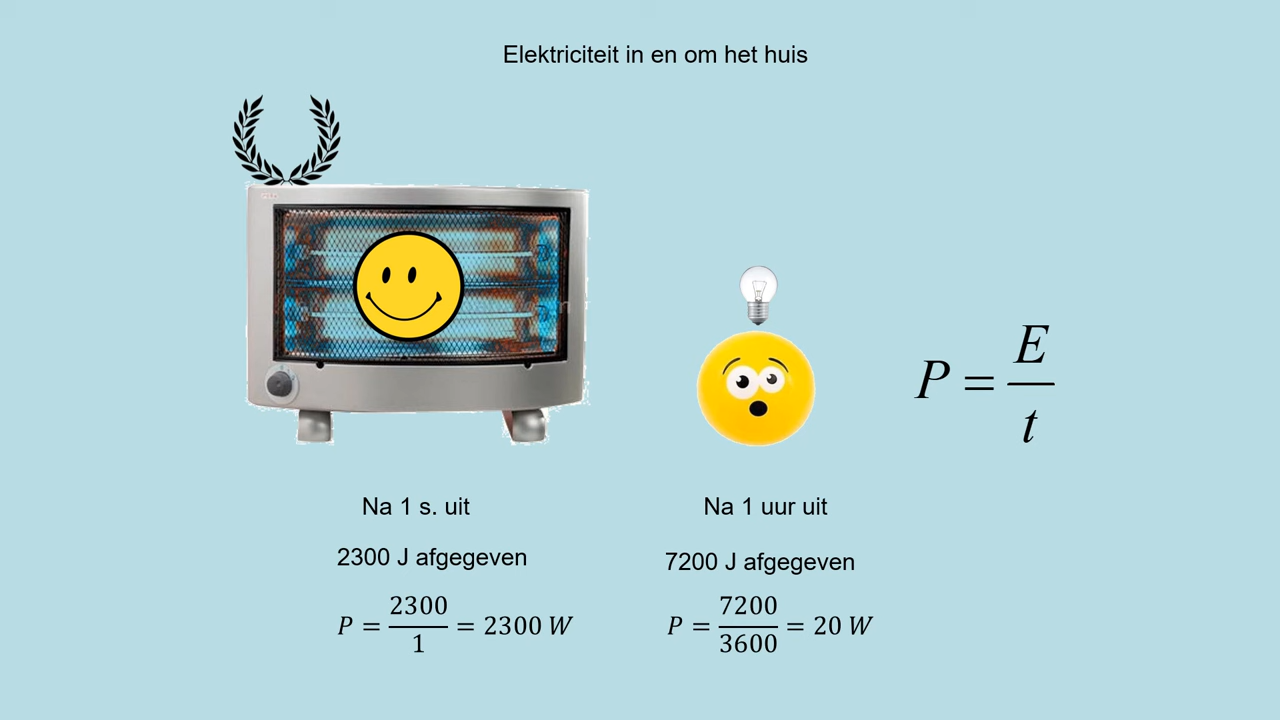 Elektriciteit in en om het huis
P = E / t
Na 1 s. uit
Na 1 uur uit
2300 J afgegeven
7200 J afgegeven
P = 2300 / 1 = 2300 W
P = 7200 / 3600 = 20 W